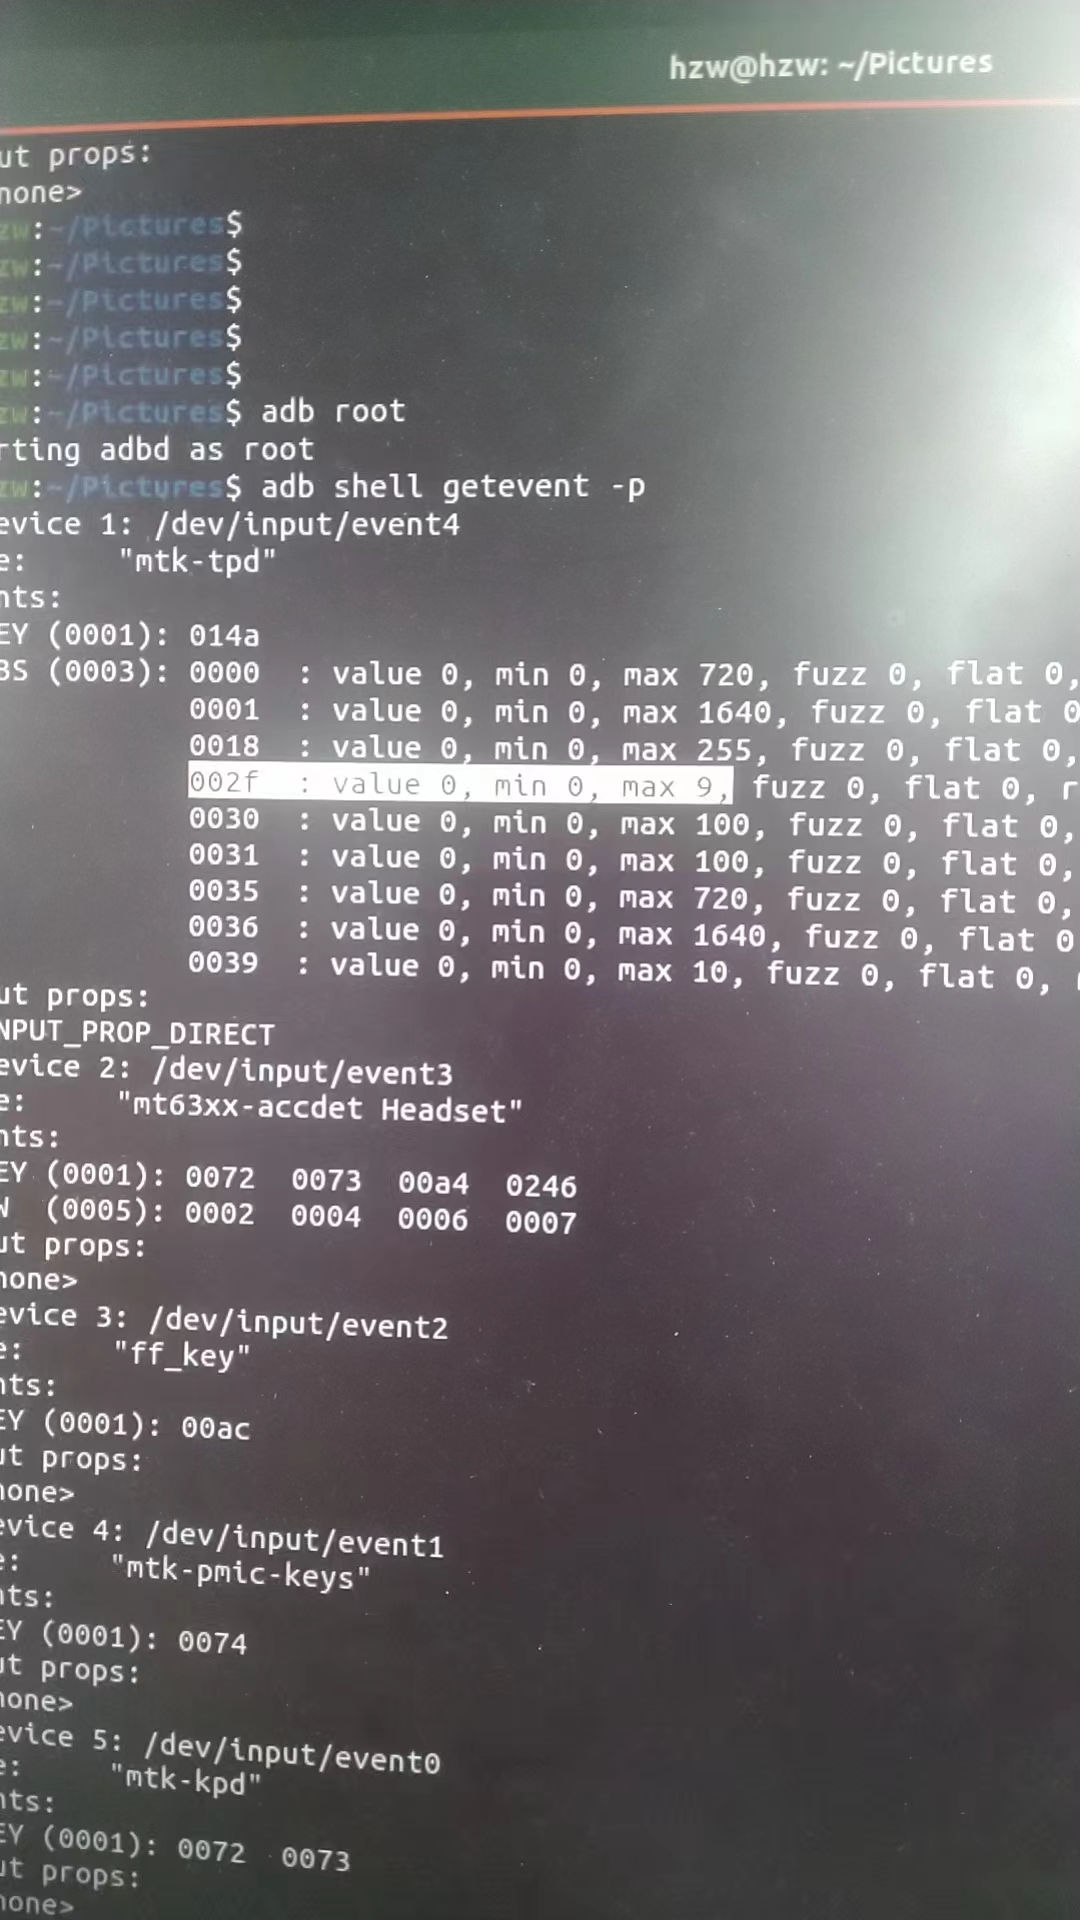 hzw@hzw: ~/Pictures
ut props:
none>
zw:~/Pictures$
zw:~/Pictures$
zw:~/Pictures$
zw:~/Pictures$
zw:~/Pictures$
zw:~/Pictures$ adb root
rting adbd as root
zw:~/Pictures$ adb shell getevent -p
evice 1: /dev/input/event4
e: "mtk-tpd"
nts:
EY (0001): 014a
BS (0003): 0000 : value 0, min 0, max 720, fuzz 0, flat 0,
0001 : value 0, min 0, max 1640, fuzz 0, flat 0
0018 : value 0, min 0, max 255, fuzz 0, flat 0,
002f : value 0, min 0, max 9, fuzz 0, flat 0, r
0030 : value 0, min 0, max 100, fuzz 0, flat 0,
0031 : value 0, min 0, max 100, fuzz 0, flat 0,
0035 : value 0, min 0, max 720, fuzz 0, flat 0,
0036 : value 0, min 0, max 1640, fuzz 0, flat 0
0039 : value 0, min 0, max 10, fuzz 0, flat 0,
ut props:
NPUT_PROP_DIRECT
evice 2: /dev/input/event3
e: "mt63xx-accdet Headset"
nts:
EY (0001): 0072 0073 00a4 0246
W (0005): 0002 0004 0006 0007
ut props:
none>
evice 3: /dev/input/event2
e: "ff_key"
nts:
EY (0001): 00ac
ut props:
none>
evice 4: /dev/input/event1
e: "mtk-pmic-keys"
nts:
EY (0001): 0074
ut props:
none>
evice 5: /dev/input/event0
e: "mtk-kpd"
nts:
EY (0001): 0072 0073
ut props:
none>